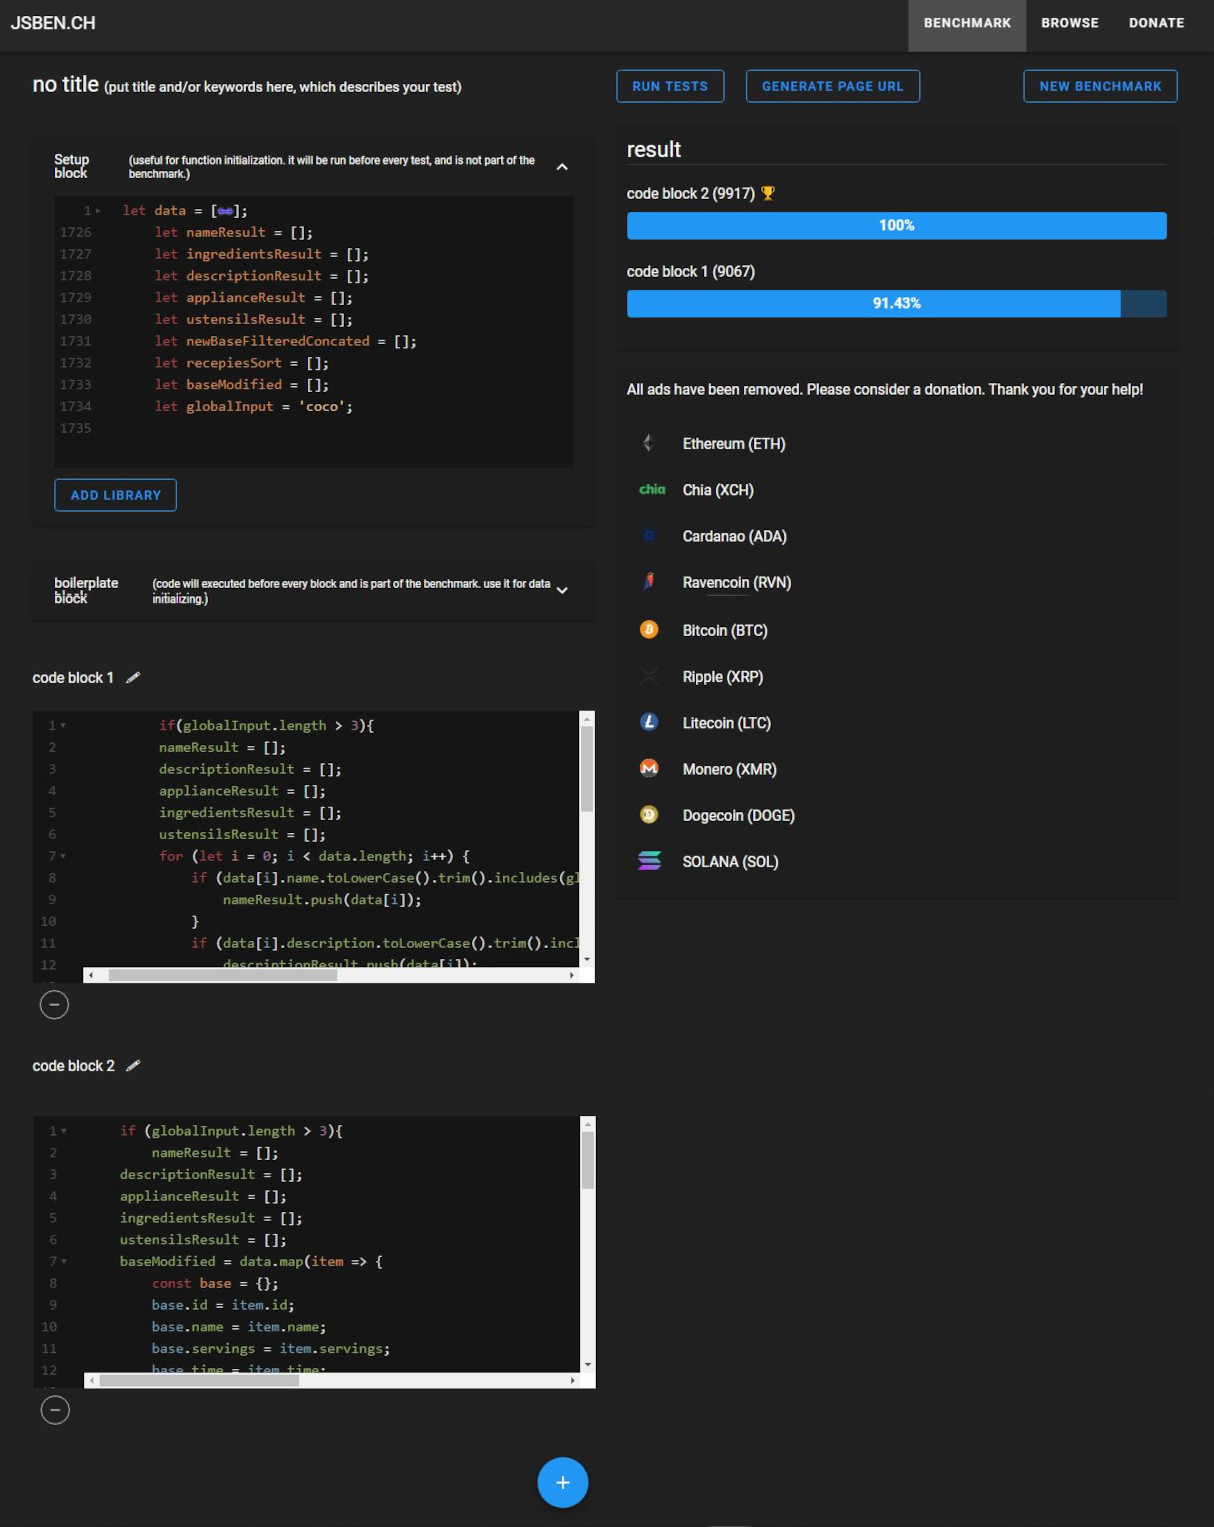 JSBEN.CH
BENCHMARK
BROWSE
DONATE
no title (put title and/or keywords here, which describes your test)
RUN TESTS
GENERATE PAGE URL
NEW BENCHMARK
Setup block
(useful for function initialization. it will be run before every test, and is not part of the
benchmark.)
1 let data = [];
1726 let nameResult = [];
1727 let ingredientsResult = [];
1728 let descriptionResult = [];
1729 let applianceResult = [];
1730 let ustensilsResult = [];
1731 let newBaseFilteredConcated = [];
1732 let recepiesSort = [];
1733 let baseModified = [];
1734 let globalInput = 'coco';
1735
ADD LIBRARY
boilerplate block
(code will executed before every block and is part of the benchmark. use it for data
initializing.)
code block 1
1 if(globalInput.length > 3){
2 nameResult = [];
3 descriptionResult = [];
4 applianceResult = [];
5 ingredientsResult = [];
6 ustensilsResult = [];
7 for (let i = 0; i < data.length; i++) {
8 if (data[i].name.toLowerCase().trim().includes(gl
9 nameResult.push(data[i]);
10 }
11 if (data[i].description.toLowerCase().trim().incl
12 descriptionResult.push(data[i]);
code block 2
1 if (globalInput.length > 3){
2 nameResult = [];
3 descriptionResult = [];
4 applianceResult = [];
5 ingredientsResult = [];
6 ustensilsResult = [];
7 baseModified = data.map(item => {
8 const base = {};
9 base.id = item.id;
10 base.name = item.name;
11 base.servings = item.servings;
12 base.time = item.time;
result
code block 2 (9917)
100%
code block 1 (9067)
91.43%
All ads have been removed. Please consider a donation. Thank you for your help!
Ethereum (ETH)
chia Chia (XCH)
Cardanao (ADA)
Ravencoin (RVN)
Bitcoin (BTC)
Ripple (XRP)
Litecoin (LTC)
Monero (XMR)
Dogecoin (DOGE)
SOLANA (SOL)